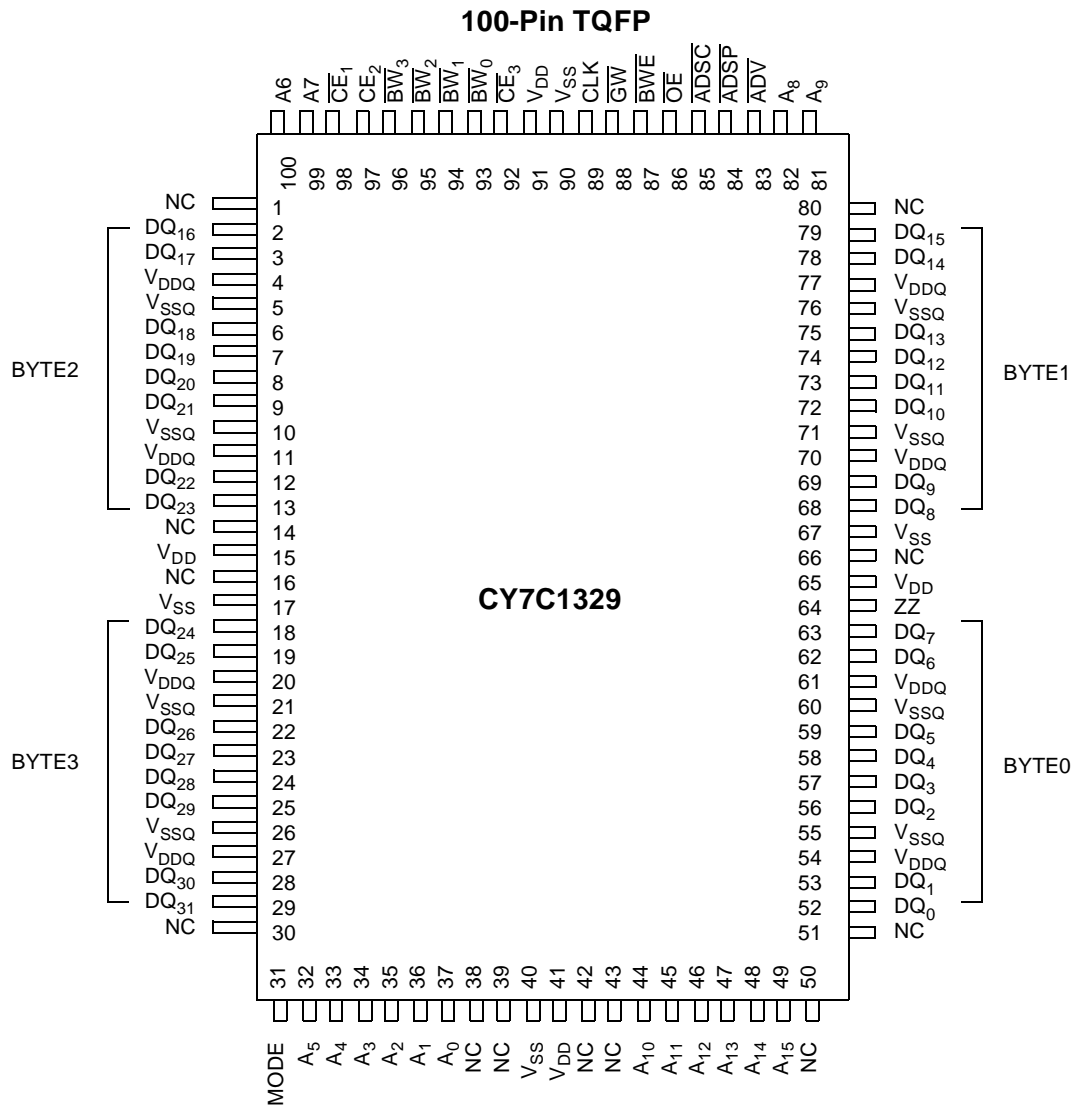 100-Pin TQFP
A6 A7 CE1 CE2 BW3 BW2 BW1 BW0 CE3 VDD VSS CLK GW BWE OE ADSC ADSP ADV A8 A9
100 99 98 97 96 95 94 93 92 91 90 89 88 87 86 85 84 83 82 81
NC 1 80 NC
DQ16 2 79 DQ15
DQ17 3 78 DQ14
VDDQ 4 77 VDDQ
VSSQ 5 76 VSSQ
DQ18 6 75 DQ13
DQ19 7 74 DQ12
BYTE2 DQ20 8 73 DQ11 BYTE1
DQ21 9 72 DQ10
VSSQ 10 71 VSSQ
VDDQ 11 70 VDDQ
DQ22 12 69 DQ9
DQ23 13 68 DQ8
NC 14 67 VSS
VDD 15 66 NC
NC 16 65 VDD
VSS 17 CY7C1329 64 ZZ
DQ24 18 63 DQ7
DQ25 19 62 DQ6
VDDQ 20 61 VDDQ
VSSQ 21 60 VSSQ
DQ26 22 59 DQ5
BYTE3 DQ27 23 58 DQ4 BYTE0
DQ28 24 57 DQ3
DQ29 25 56 DQ2
VSSQ 26 55 VSSQ
VDDQ 27 54 VDDQ
DQ30 28 53 DQ1
DQ31 29 52 DQ0
NC 30 51 NC
31 32 33 34 35 36 37 38 39 40 41 42 43 44 45 46 47 48 49 50
MODE A5 A4 A3 A2 A1 A0 NC NC VSS VDD NC NC A10 A11 A12 A13 A14 A15 NC